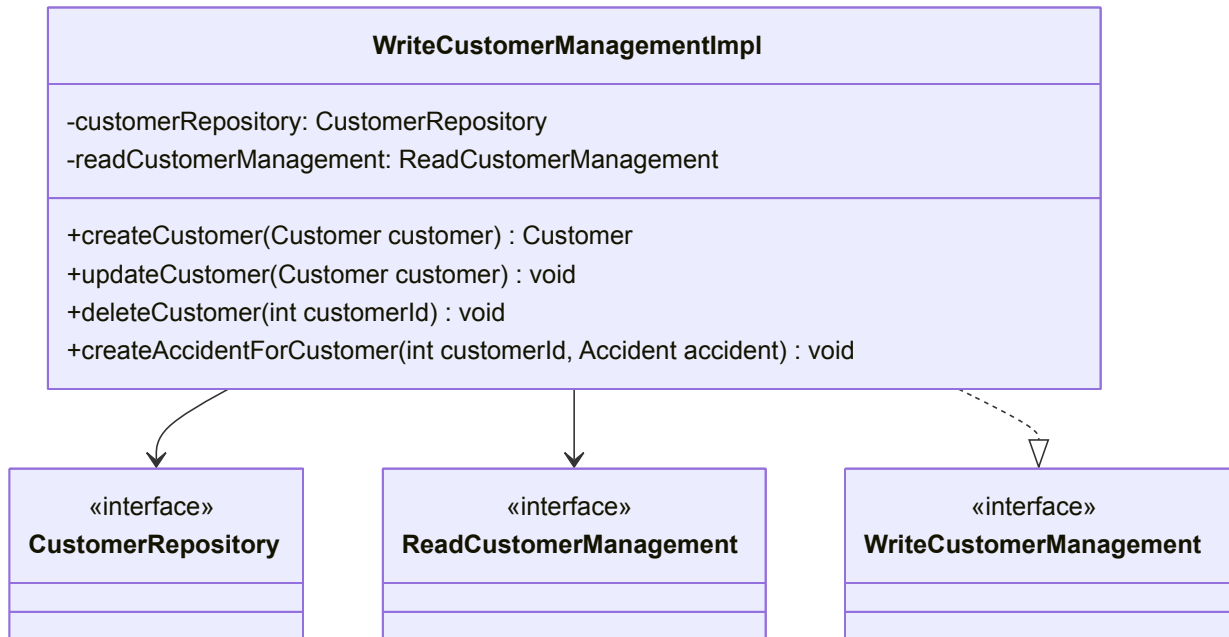 WriteCustomerManagementImpl
-customerRepository: CustomerRepository
-readCustomerManagement: ReadCustomerManagement
+createCustomer(Customer customer) : Customer
+updateCustomer(Customer customer) : void
+deleteCustomer(int customerId) : void
+createAccidentForCustomer(int customerId, Accident accident) : void
«interface»
CustomerRepository
«interface»
ReadCustomerManagement
«interface»
WriteCustomerManagement